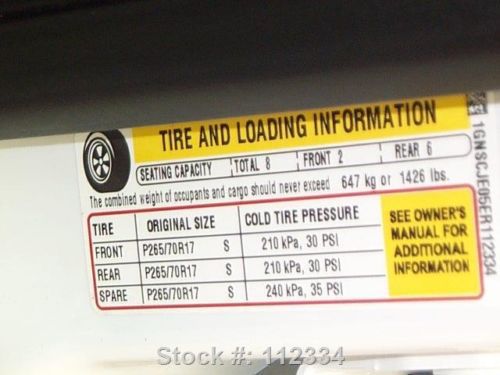 TIRE AND LOADING INFORMATION
SEATING CAPACITY TOTAL 8 FRONT 2 REAR 6
The combined weight of occupants and cargo should never exceed 647 kg or 1426 lbs.
TIRE ORIGINAL SIZE COLD TIRE PRESSURE
FRONT P265/70R17 S 210 kPa, 30 PSI
REAR P265/70R17 S 210 kPa, 30 PSI
SPARE P265/70R17 S 240 kPa, 35 PSI
SEE OWNER'S
MANUAL FOR
ADDITIONAL
INFORMATION
1GNSCJE05ER112334
Stock #: 112334